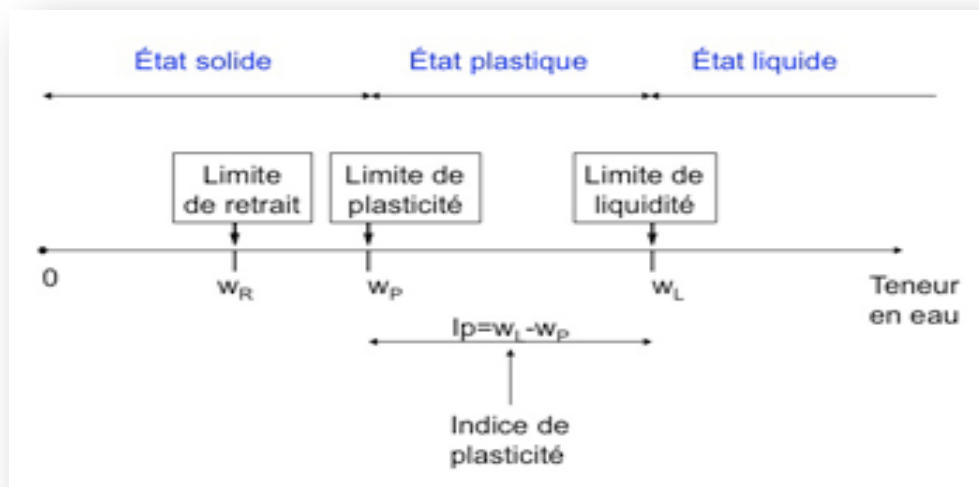 État solide
État plastique
État liquide
Limite
de retrait
Limite de
plasticité
Limite de
liquidité
0
wR
wP
wL
Teneur
en eau
Ip=wL-wP
Indice de
plasticité